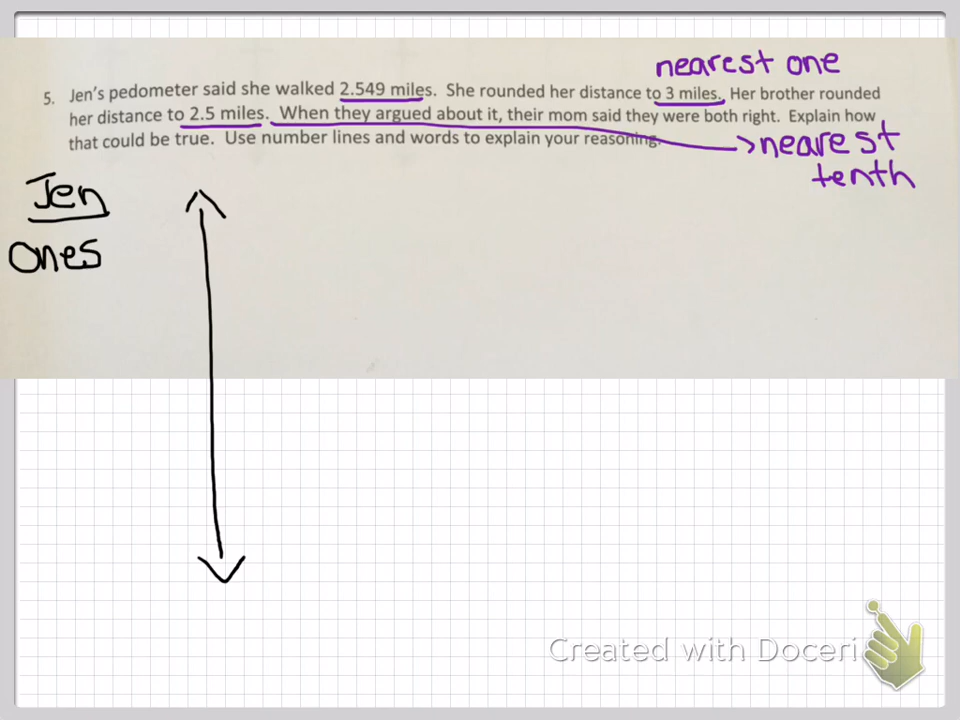 nearest one
5. Jen's pedometer said she walked 2.549 miles. She rounded her distance to 3 miles. Her brother rounded
her distance to 2.5 miles. When they argued about it, their mom said they were both right. Explain how
that could be true. Use number lines and words to explain your reasoning.
nearest
tenth
Jen
Ones
Created with Doceri